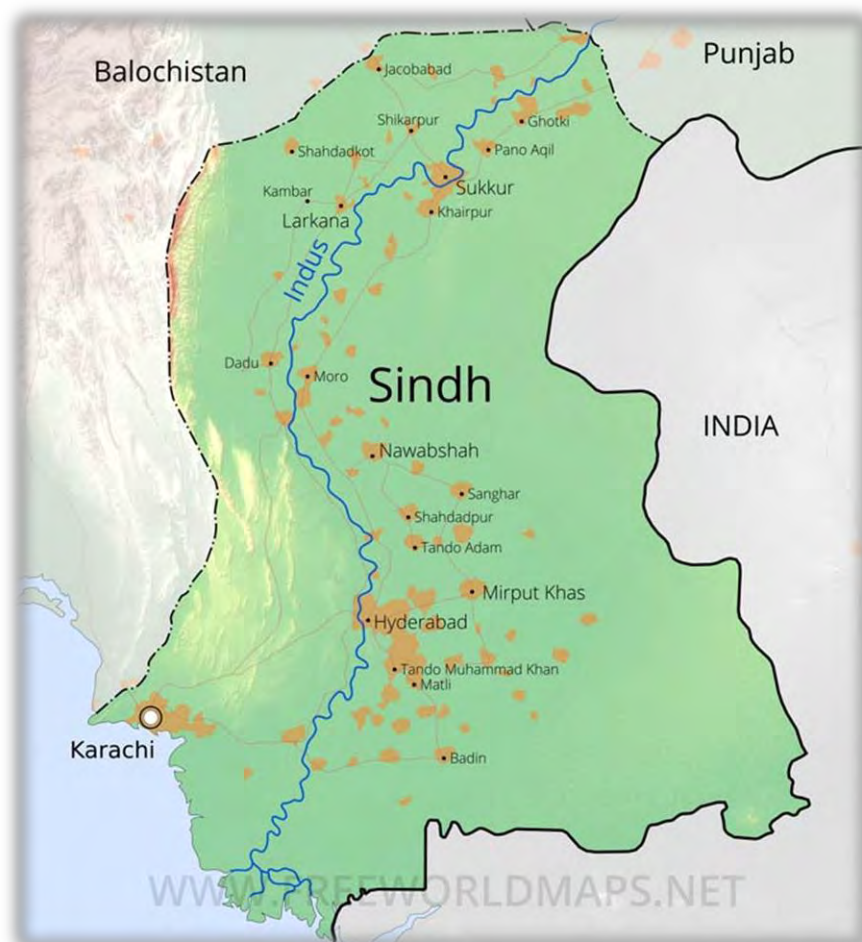 Punjab
Balochistan
Jacobabad
Shikarpur
Ghotki
Shahdadkot
Pano Aqil
Sukkur
Kambar
Larkana
Khairpur
Indus
Dadu
Moro
Sindh
INDIA
Nawabshah
Sanghar
Shahdadpur
Tando Adam
Mirput Khas
Hyderabad
Tando Muhammad Khan
Matli
Karachi
Badin
WWW.FREEWORLDMAPS.NET